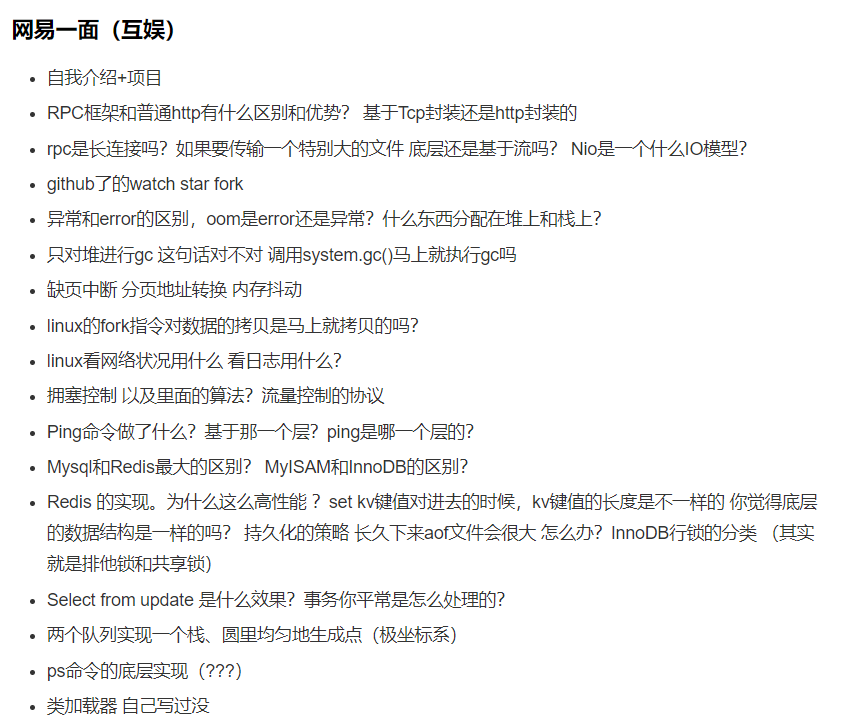 网易一面（互娱）
自我介绍+项目
RPC框架和普通http有什么区别和优势？ 基于Tcp封装还是http封装的
rpc是长连接吗？如果要传输一个特别大的文件 底层还是基于流吗？ Nio是一个什么IO模型？
github了的watch star fork
异常和error的区别，oom是error还是异常？什么东西分配在堆上和栈上？
只对堆进行gc 这句话对不对 调用system.gc()马上就执行gc吗
缺页中断 分页地址转换 内存抖动
linux的fork指令对数据的拷贝是马上就拷贝的吗？
linux看网络状况用什么 看日志用什么？
拥塞控制 以及里面的算法？流量控制的协议
Ping命令做了什么？基于那一个层？ping是哪一个层的？
Mysql和Redis最大的区别？ MyISAM和InnoDB的区别？
Redis 的实现。为什么这么高性能 ？set kv键值对进去的时候，kv键值的长度是不一样的 你觉得底层
的数据结构是一样的吗？ 持久化的策略 长久下来aof文件会很大 怎么办？InnoDB行锁的分类 （其实
就是排他锁和共享锁）
Select from update 是什么效果？事务你平常是怎么处理的？
两个队列实现一个栈、圆里均匀地生成点（极坐标系）
ps命令的底层实现（???）
类加载器 自己写过没